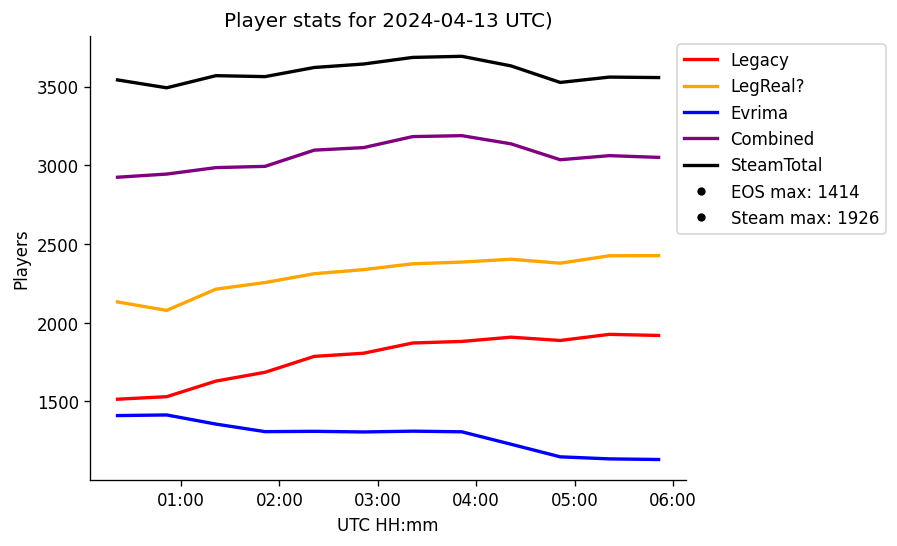 Player stats for 2024-04-13 UTC)
Players
3500
3000
2500
2000
1500
01:00 02:00 03:00 04:00 05:00 06:00
UTC HH:mm
Legacy
LegReal?
Evrima
Combined
SteamTotal
EOS max: 1414
Steam max: 1926